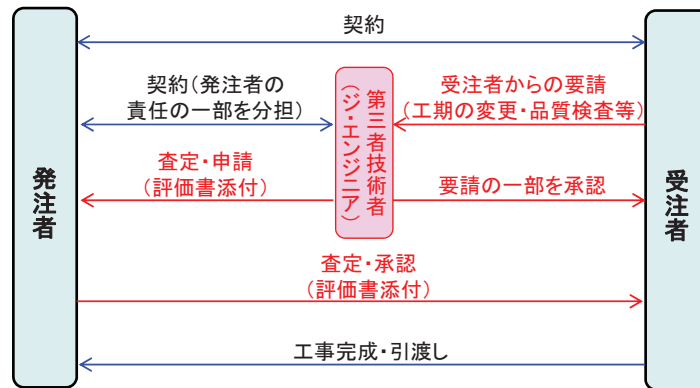 契約
発注者
契約(発注者の
責任の一部を分担)
第三者技術者
(ジ・エンジニア)
受注者からの要請
(工期の変更・品質検査等)
受注者
査定・申請
(評価書添付)
要請の一部を承認
査定・承認
(評価書添付)
工事完成・引渡し